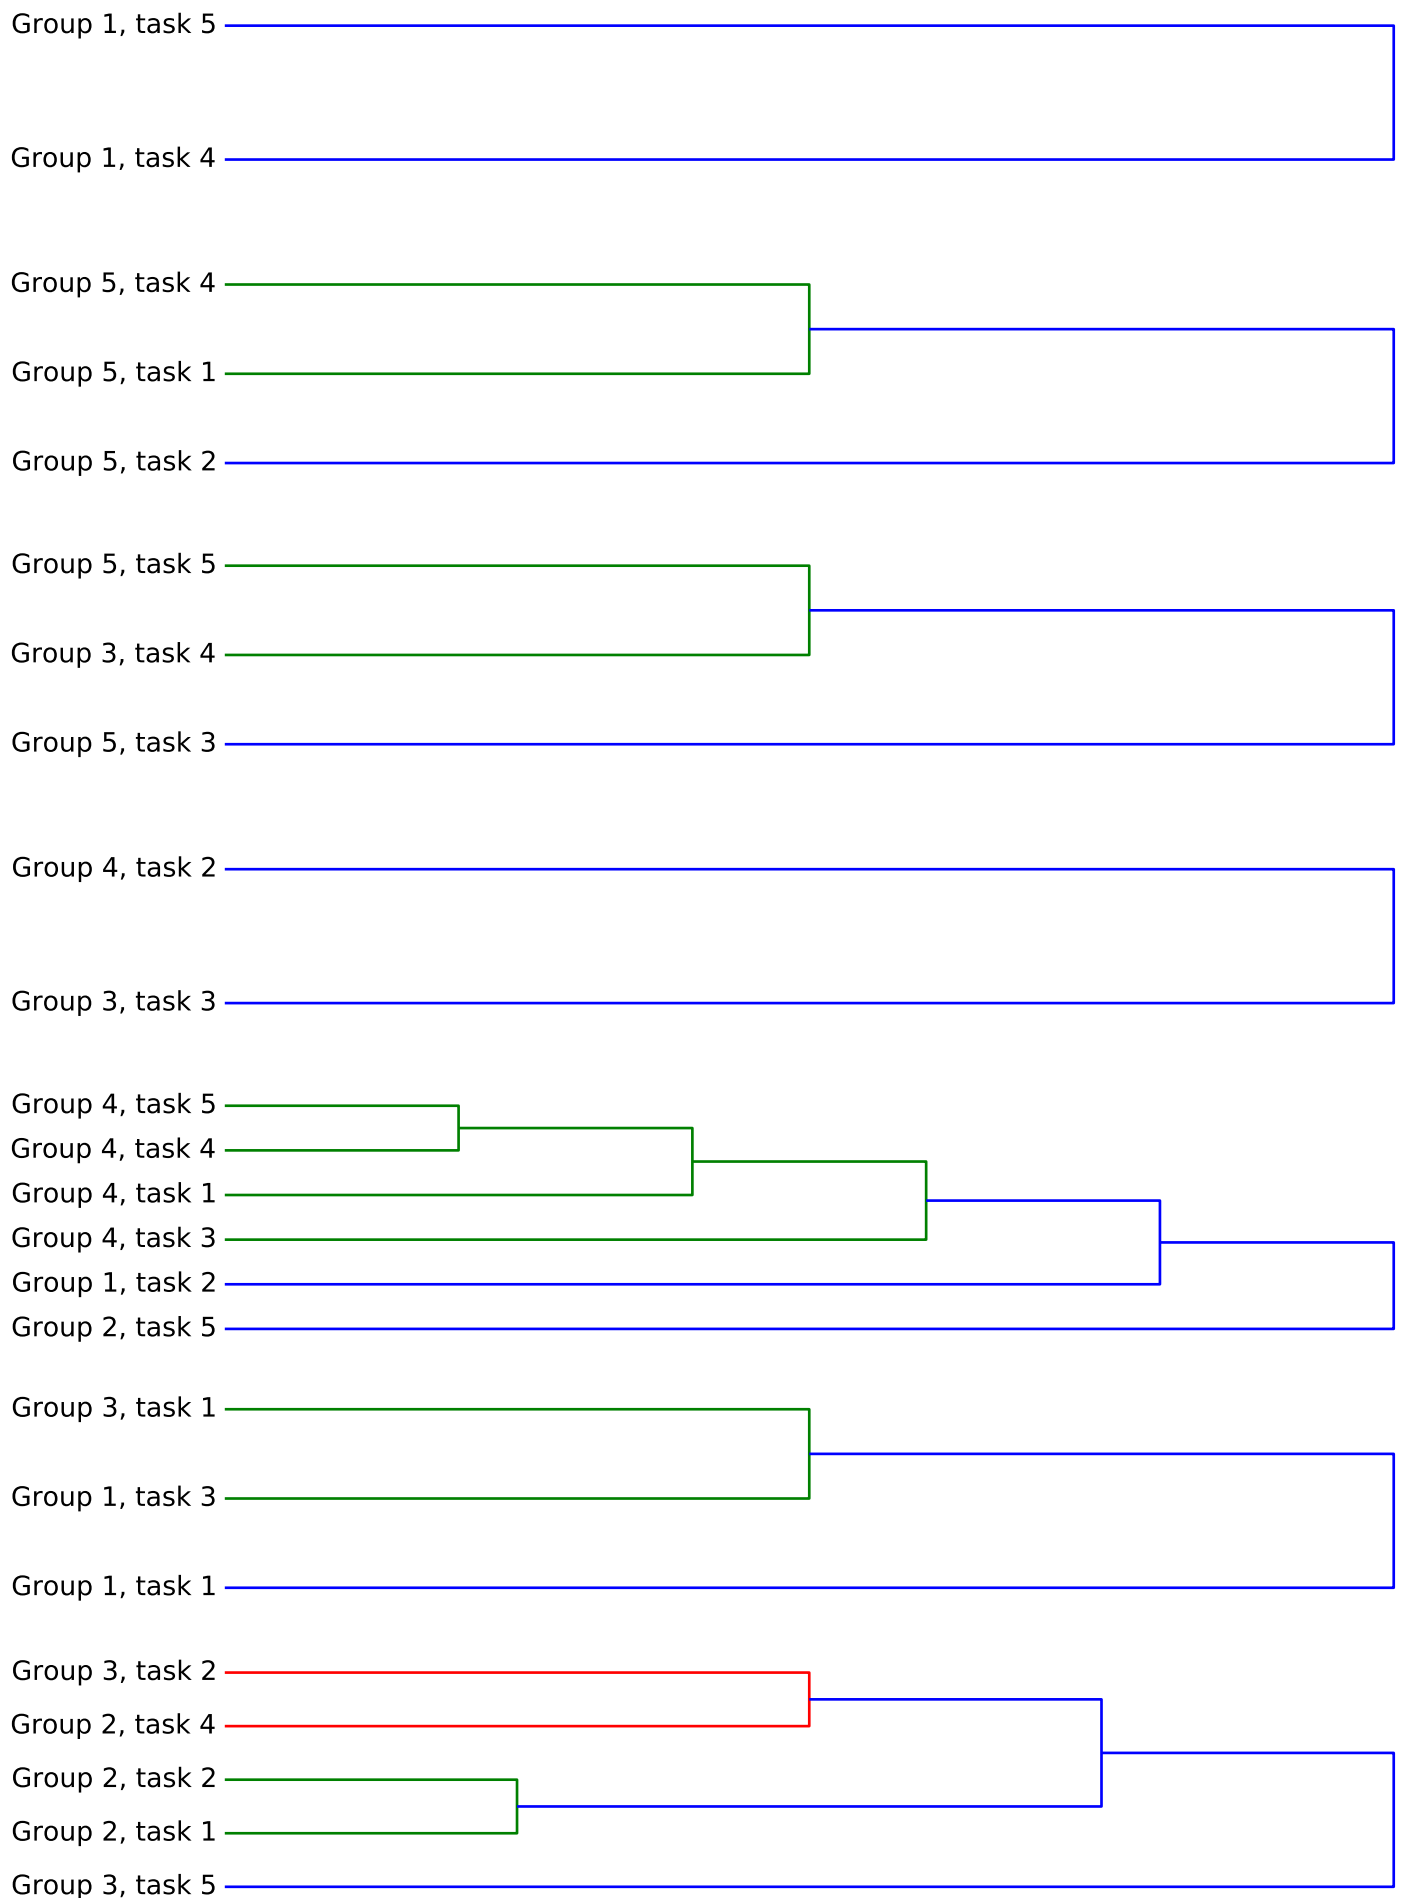 Group 1, task 5
Group 1, task 4
Group 5, task 4
Group 5, task 1
Group 5, task 2
Group 5, task 5
Group 3, task 4
Group 5, task 3
Group 4, task 2
Group 3, task 3
Group 4, task 5
Group 4, task 4
Group 4, task 1
Group 4, task 3
Group 1, task 2
Group 2, task 5
Group 3, task 1
Group 1, task 3
Group 1, task 1
Group 3, task 2
Group 2, task 4
Group 2, task 2
Group 2, task 1
Group 3, task 5